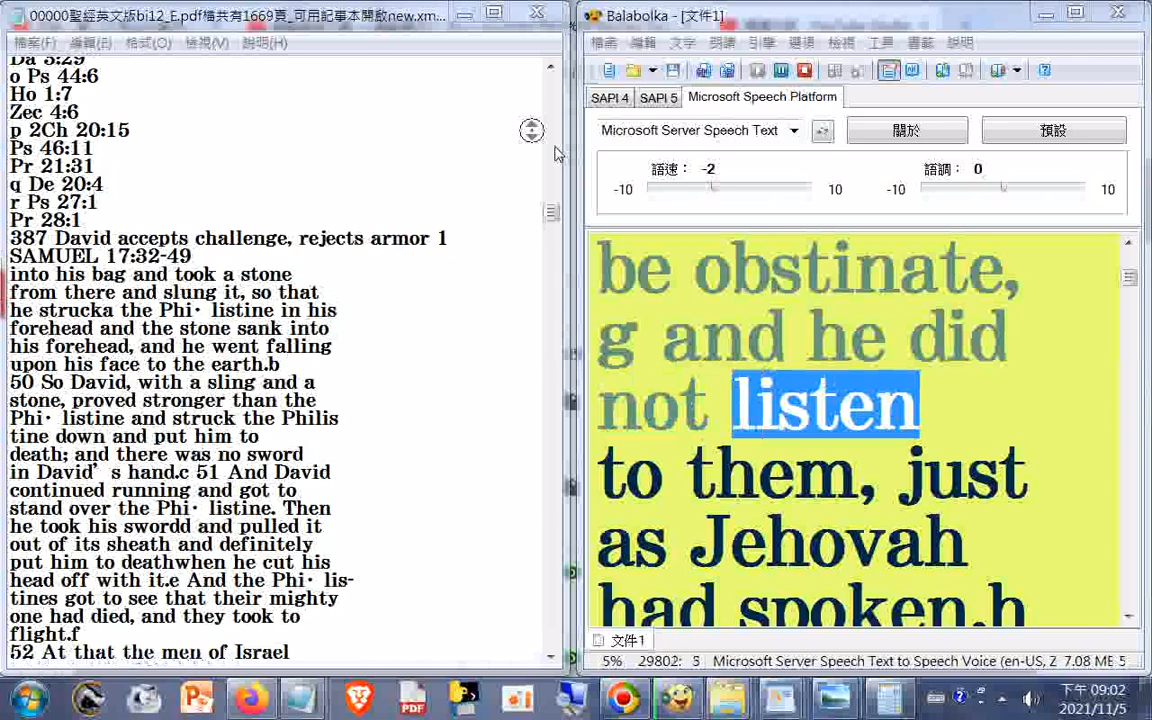 00000聖經英文版bi12_E.pdf檔共有1669頁_可用記事本開啟new.xm...
檔案(F) 編輯(E) 格式(O) 檢視(V) 說明(H)
Da 3:29
o Ps 44:6
Ho 1:7
Zec 4:6
p 2Ch 20:15
Ps 46:11
Pr 21:31
q De 20:4
r Ps 27:1
Pr 28:1
387 David accepts challenge, rejects armor 1
SAMUEL 17:32-49
into his bag and took a stone
from there and slung it, so that
he strucka the Phi· listine in his
forehead and the stone sank into
his forehead, and he went falling
upon his face to the earth.b
50 So David, with a sling and a
stone, proved stronger than the
Phi· listine and struck the Philis
tine down and put him to
death; and there was no sword
in David’s hand.c 51 And David
continued running and got to
stand over the Phi· listine. Then
he took his swordd and pulled it
out of its sheath and definitely
put him to deathwhen he cut his
head off with it.e And the Phi· lis-
tines got to see that their mighty
one had died, and they took to
flight.f
52 At that the men of Israel
Balabolka - [文件1]
檔案 編輯 文字 朗讀 引擎 選項 檢視 工具 書籤 說明
SAPI 4 SAPI 5 Microsoft Speech Platform
Microsoft Server Speech Text 關於 預設
語速： -2 語調： 0
-10 10 -10 10
be obstinate,
g and he did
not listen
to them, just
as Jehovah
had spoken.h
文件1
5% 29802: 3 Microsoft Server Speech Text to Speech Voice (en-US, Z 7.08 MB 5
下午 09:02
2021/11/5